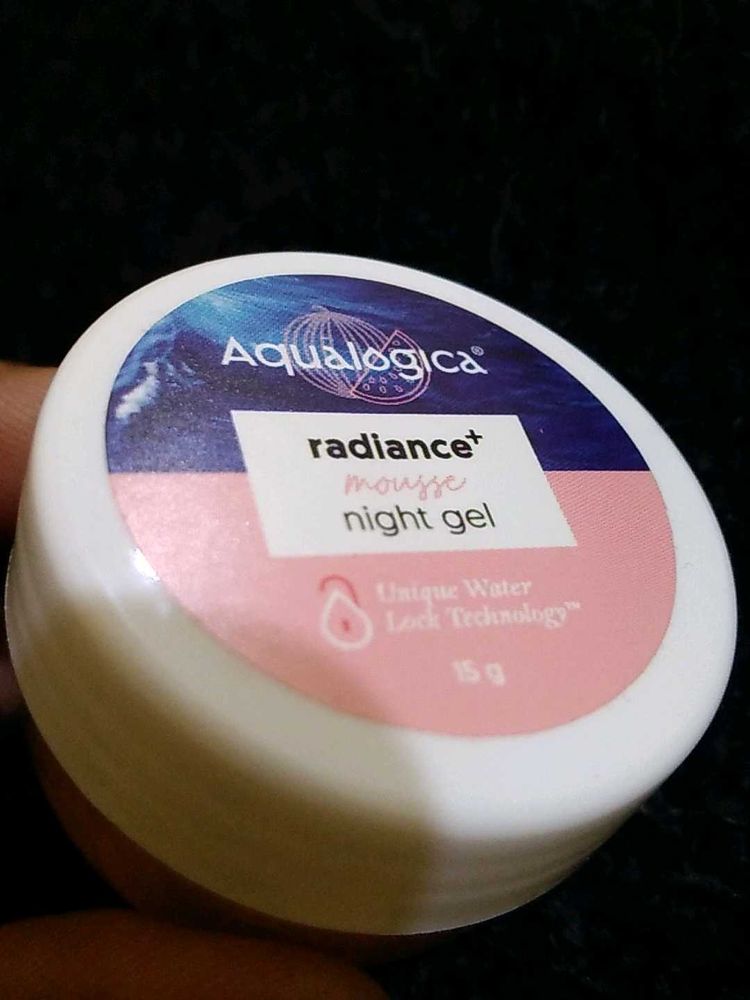 Aqualogica®
radiance+
mousse
night gel
Unique Water
Lock Technology™
15 g